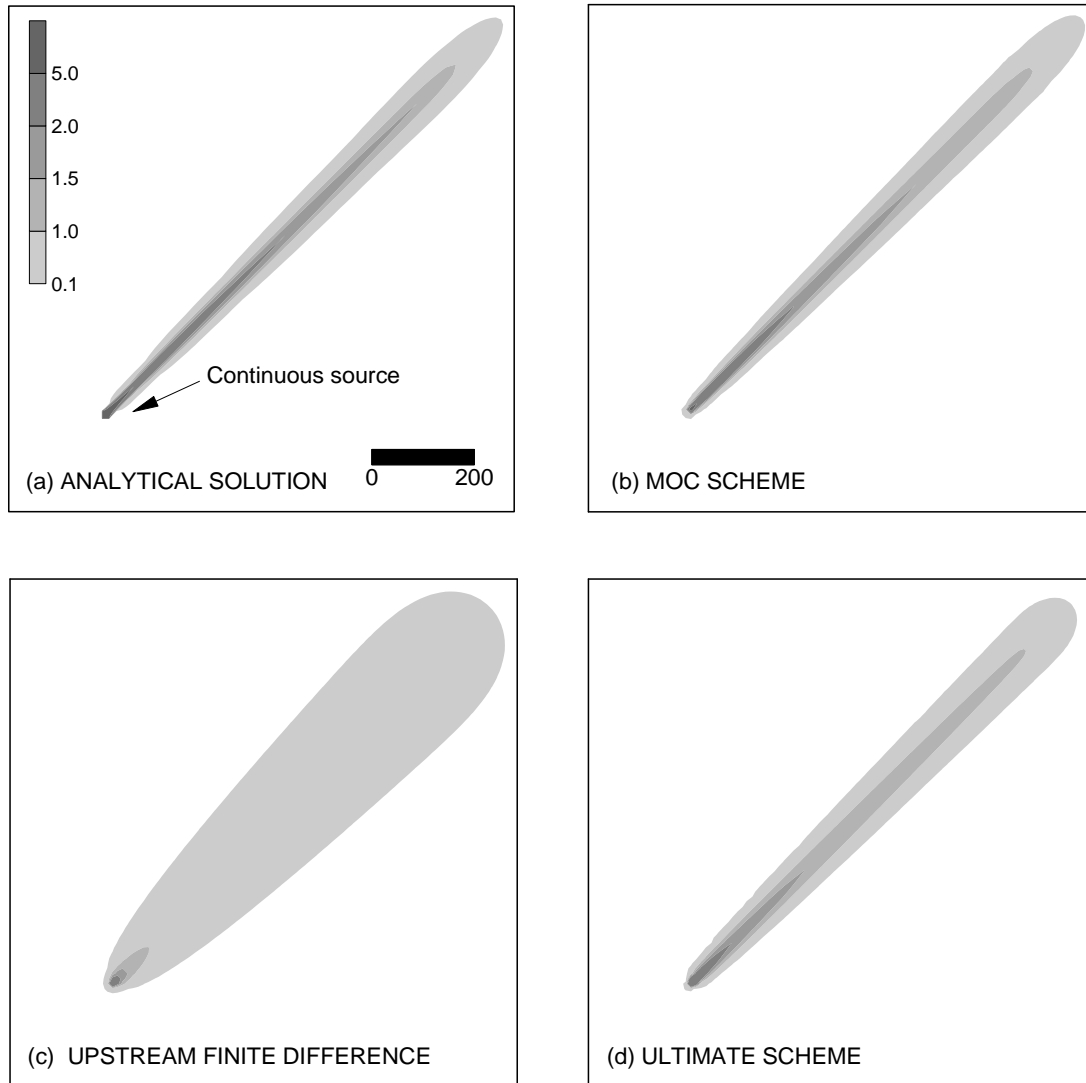 5.0
2.0
1.5
1.0
0.1
Continuous source
0 200
(a) ANALYTICAL SOLUTION
(b) MOC SCHEME
(c) UPSTREAM FINITE DIFFERENCE
(d) ULTIMATE SCHEME